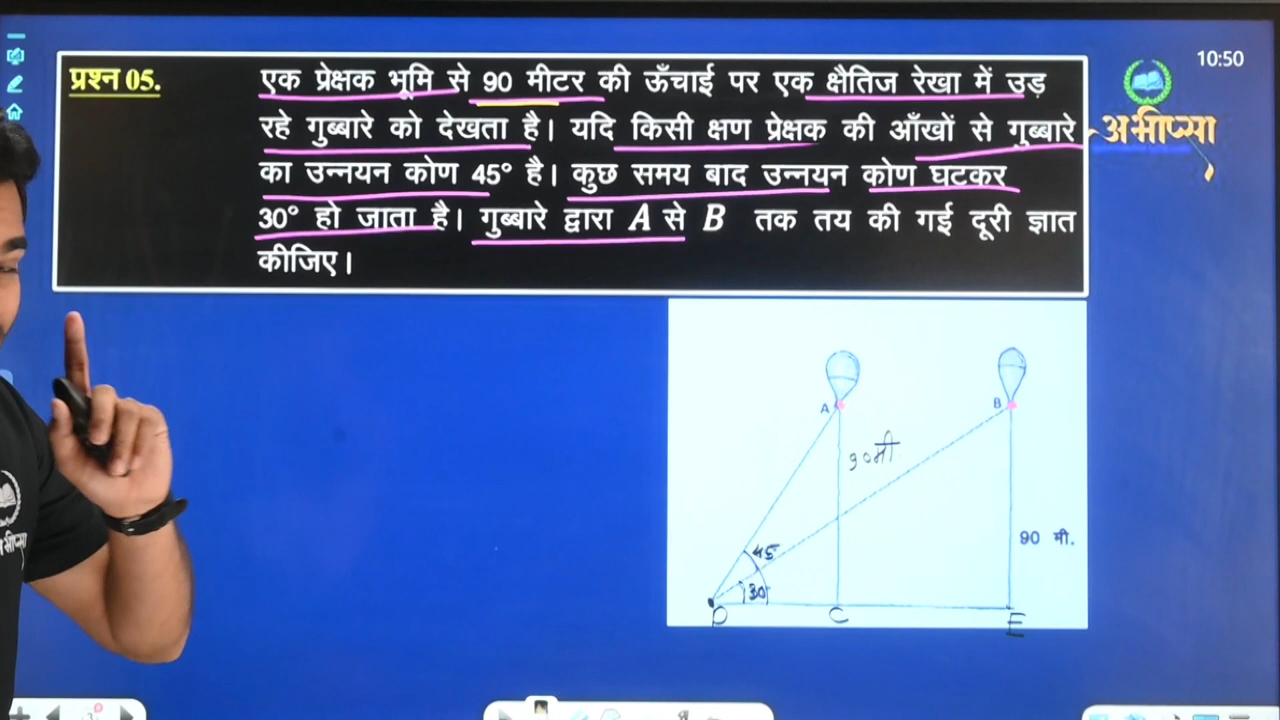 10:50
प्रश्न 05. एक प्रेक्षक भूमि से 90 मीटर की ऊँचाई पर एक क्षैतिज रेखा में उड़
रहे गुब्बारे को देखता है। यदि किसी क्षण प्रेक्षक की आँखों से गुब्बारे
का उन्नयन कोण 45° है। कुछ समय बाद उन्नयन कोण घटकर
30° हो जाता है। गुब्बारे द्वारा A से B तक तय की गई दूरी ज्ञात
कीजिए।
अभीप्सा
A
B
90मी.
90 मी.
45
30
P
C
E